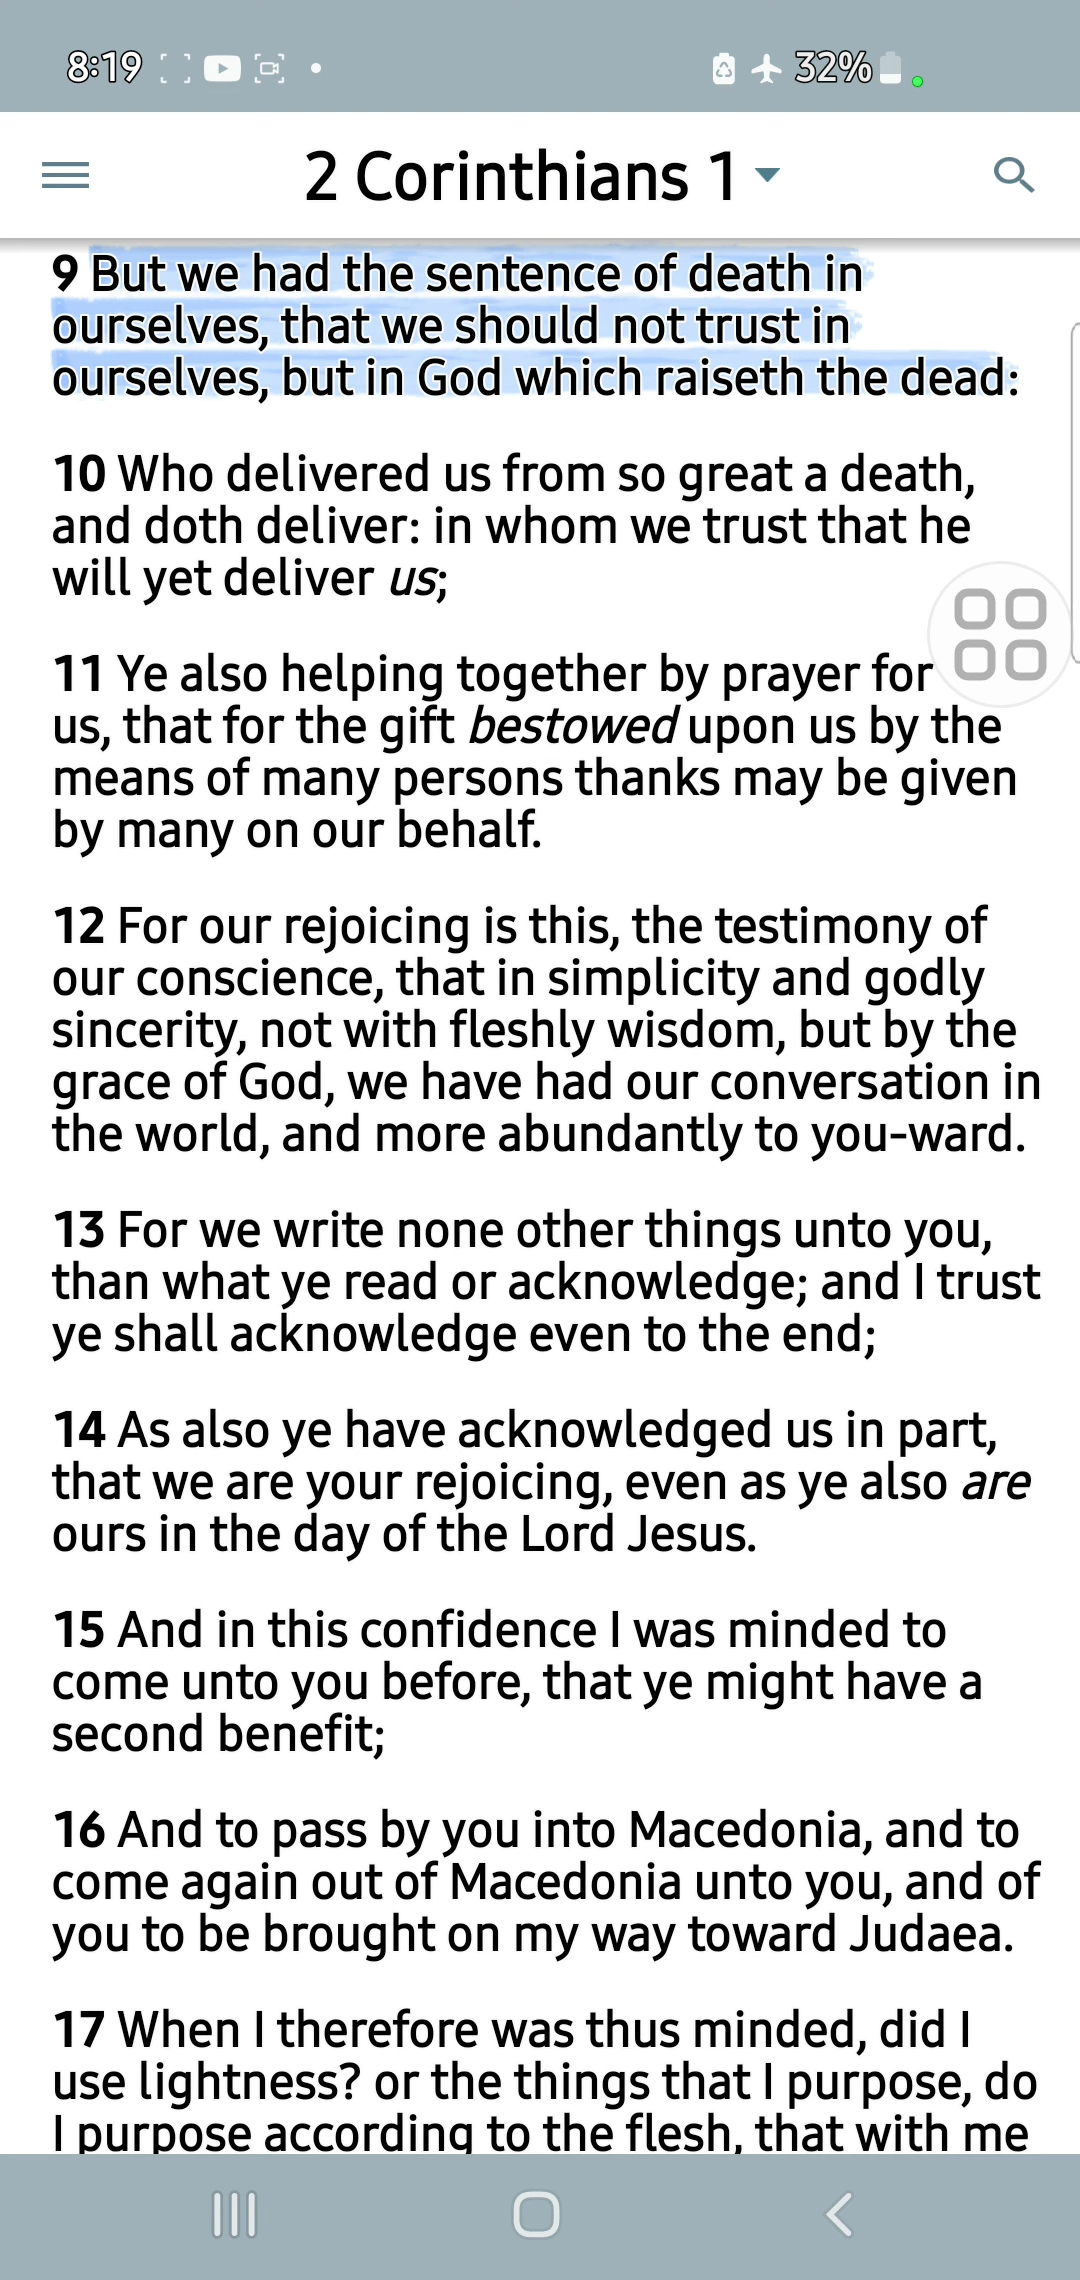 8:19 32%
2 Corinthians 1
9 But we had the sentence of death in
ourselves, that we should not trust in
ourselves, but in God which raiseth the dead:
10 Who delivered us from so great a death,
and doth deliver: in whom we trust that he
will yet deliver us;
11 Ye also helping together by prayer for
us, that for the gift bestowed upon us by the
means of many persons thanks may be given
by many on our behalf.
12 For our rejoicing is this, the testimony of
our conscience, that in simplicity and godly
sincerity, not with fleshly wisdom, but by the
grace of God, we have had our conversation in
the world, and more abundantly to you-ward.
13 For we write none other things unto you,
than what ye read or acknowledge; and I trust
ye shall acknowledge even to the end;
14 As also ye have acknowledged us in part,
that we are your rejoicing, even as ye also are
ours in the day of the Lord Jesus.
15 And in this confidence I was minded to
come unto you before, that ye might have a
second benefit;
16 And to pass by you into Macedonia, and to
come again out of Macedonia unto you, and of
you to be brought on my way toward Judaea.
17 When I therefore was thus minded, did I
use lightness? or the things that I purpose, do
I purpose according to the flesh, that with me